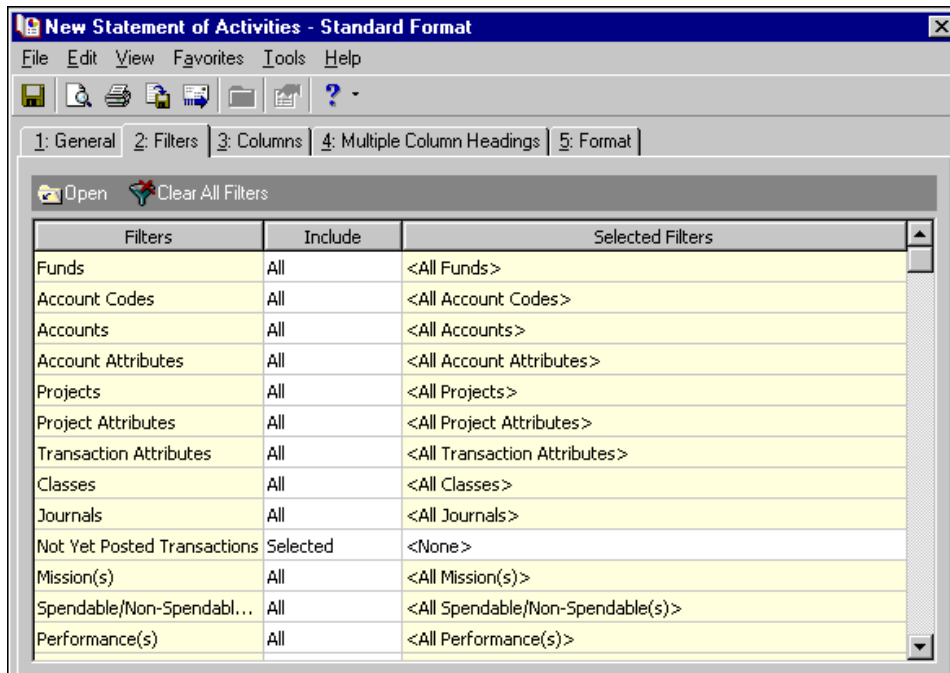 New Statement of Activities - Standard Format
File Edit View Favorites Tools Help
1: General 2: Filters 3: Columns 4: Multiple Column Headings 5: Format
Open Clear All Filters
Filters Include Selected Filters
Funds All <All Funds>
Account Codes All <All Account Codes>
Accounts All <All Accounts>
Account Attributes All <All Account Attributes>
Projects All <All Projects>
Project Attributes All <All Project Attributes>
Transaction Attributes All <All Transaction Attributes>
Classes All <All Classes>
Journals All <All Journals>
Not Yet Posted Transactions Selected <None>
Mission(s) All <All Mission(s)>
Spendable/Non-Spendabl... All <All Spendable/Non-Spendable(s)>
Performance(s) All <All Performance(s)>